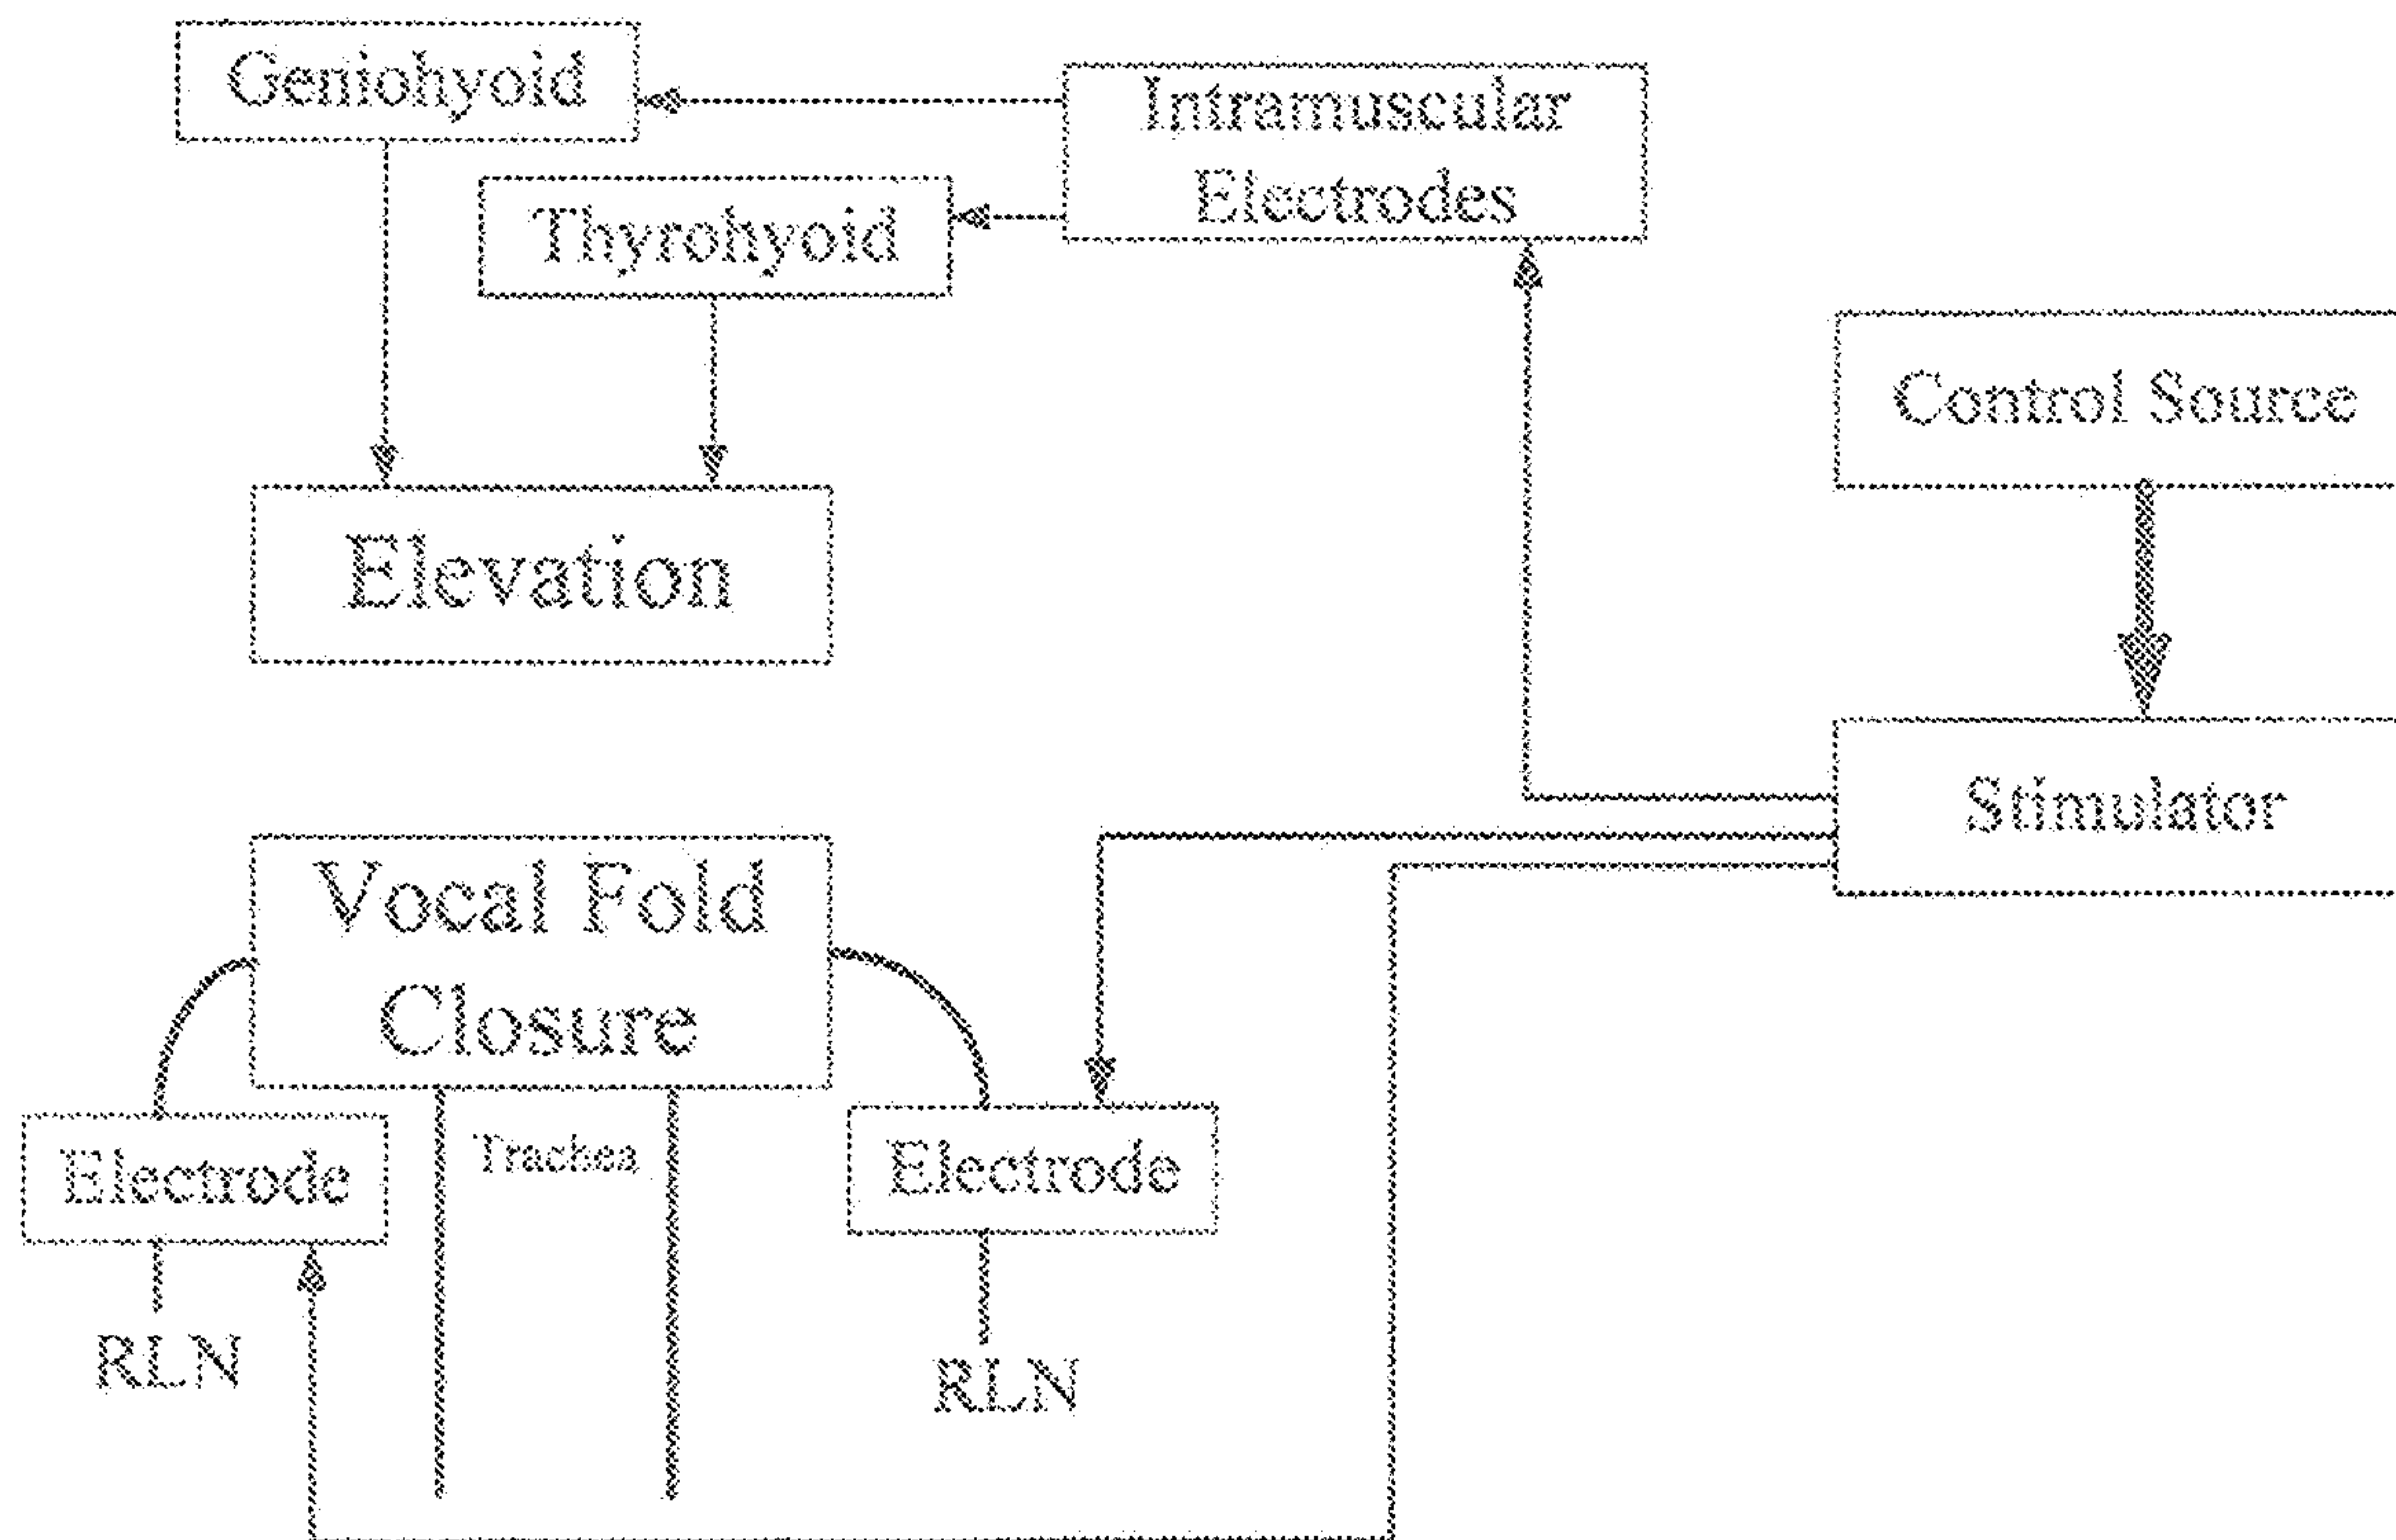 Geniohyoid
Intramuscular
Electrodes
Thyrohyoid
Control Source
Elevation
Stimulator
Vocal Fold
Closure
Electrode
Trachea
Electrode
RLN
RLN